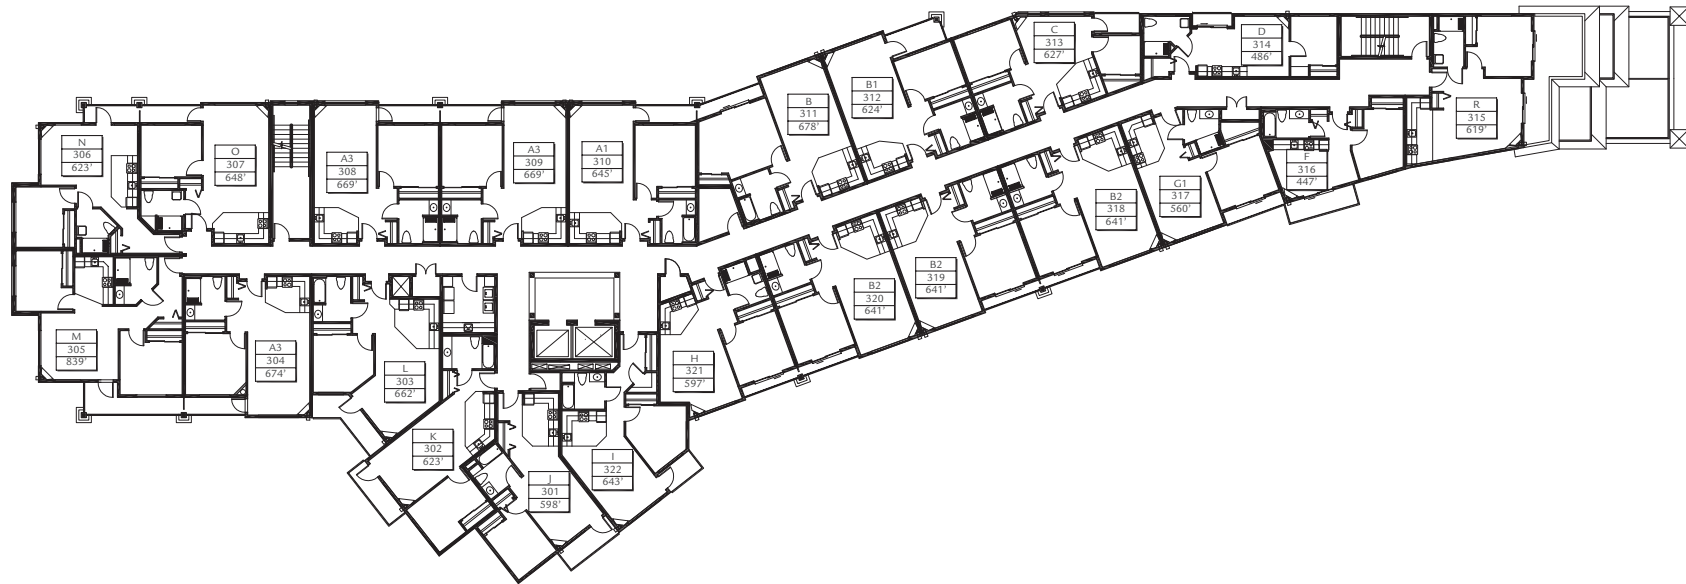 C
313
627'
D
314
486'
B1
312
624'
B
311
678'
R
315
619'
N
306
623'
O
307
648'
A3
308
669'
A3
309
669'
A1
310
645'
F
316
447'
G1
317
560'
B2
318
641'
B2
319
641'
B2
320
641'
M
305
839'
A3
304
674'
L
303
662'
H
321
597'
K
302
623'
I
322
643'
J
301
598'